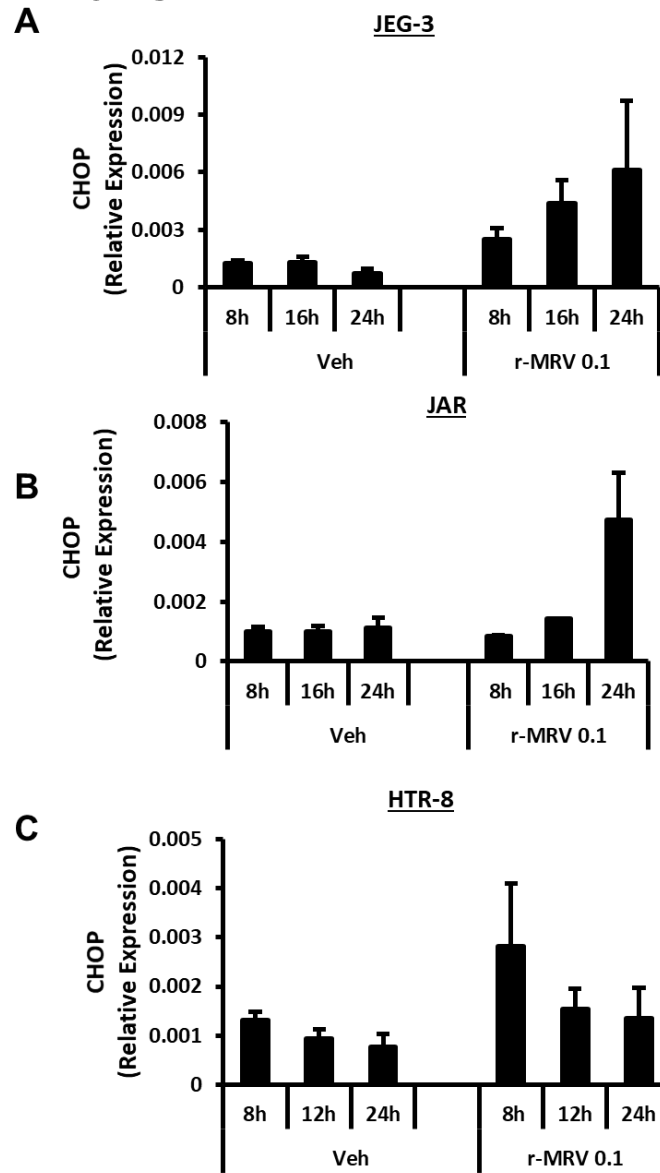 A
JEG-3
CHOP
(Relative Expression)
0.012
0.009
0.006
0.003
0
8h 16h 24h 8h 16h 24h
Veh r-MRV 0.1
B
JAR
CHOP
(Relative Expression)
0.008
0.006
0.004
0.002
0
8h 16h 24h 8h 16h 24h
Veh r-MRV 0.1
C
HTR-8
CHOP
(Relative Expression)
0.005
0.004
0.003
0.002
0.001
0
8h 12h 24h 8h 12h 24h
Veh r-MRV 0.1